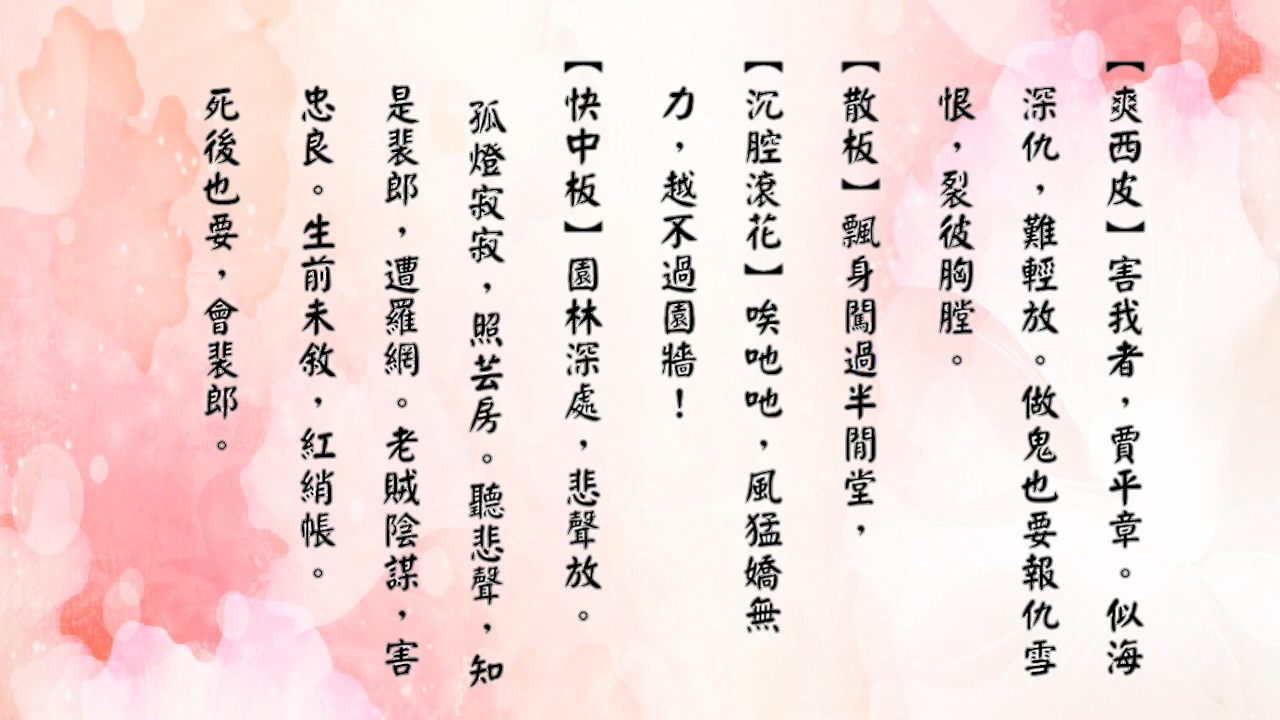 【爽西皮】害我者，賈平章。似海
深仇，難輕放。做鬼也要報仇雪
恨，裂彼胸膛。
【散板】飄身闖過半閒堂，
【沉腔滾花】唉吔吔，風猛嬌無
力，越不過園牆！
【快中板】園林深處，悲聲放。
孤燈寂寂，照芸房。聽悲聲，知
是裴郎，遭羅網。老賊陰謀，害
忠良。生前未敘，紅綃帳。
死後也要，會裴郎。